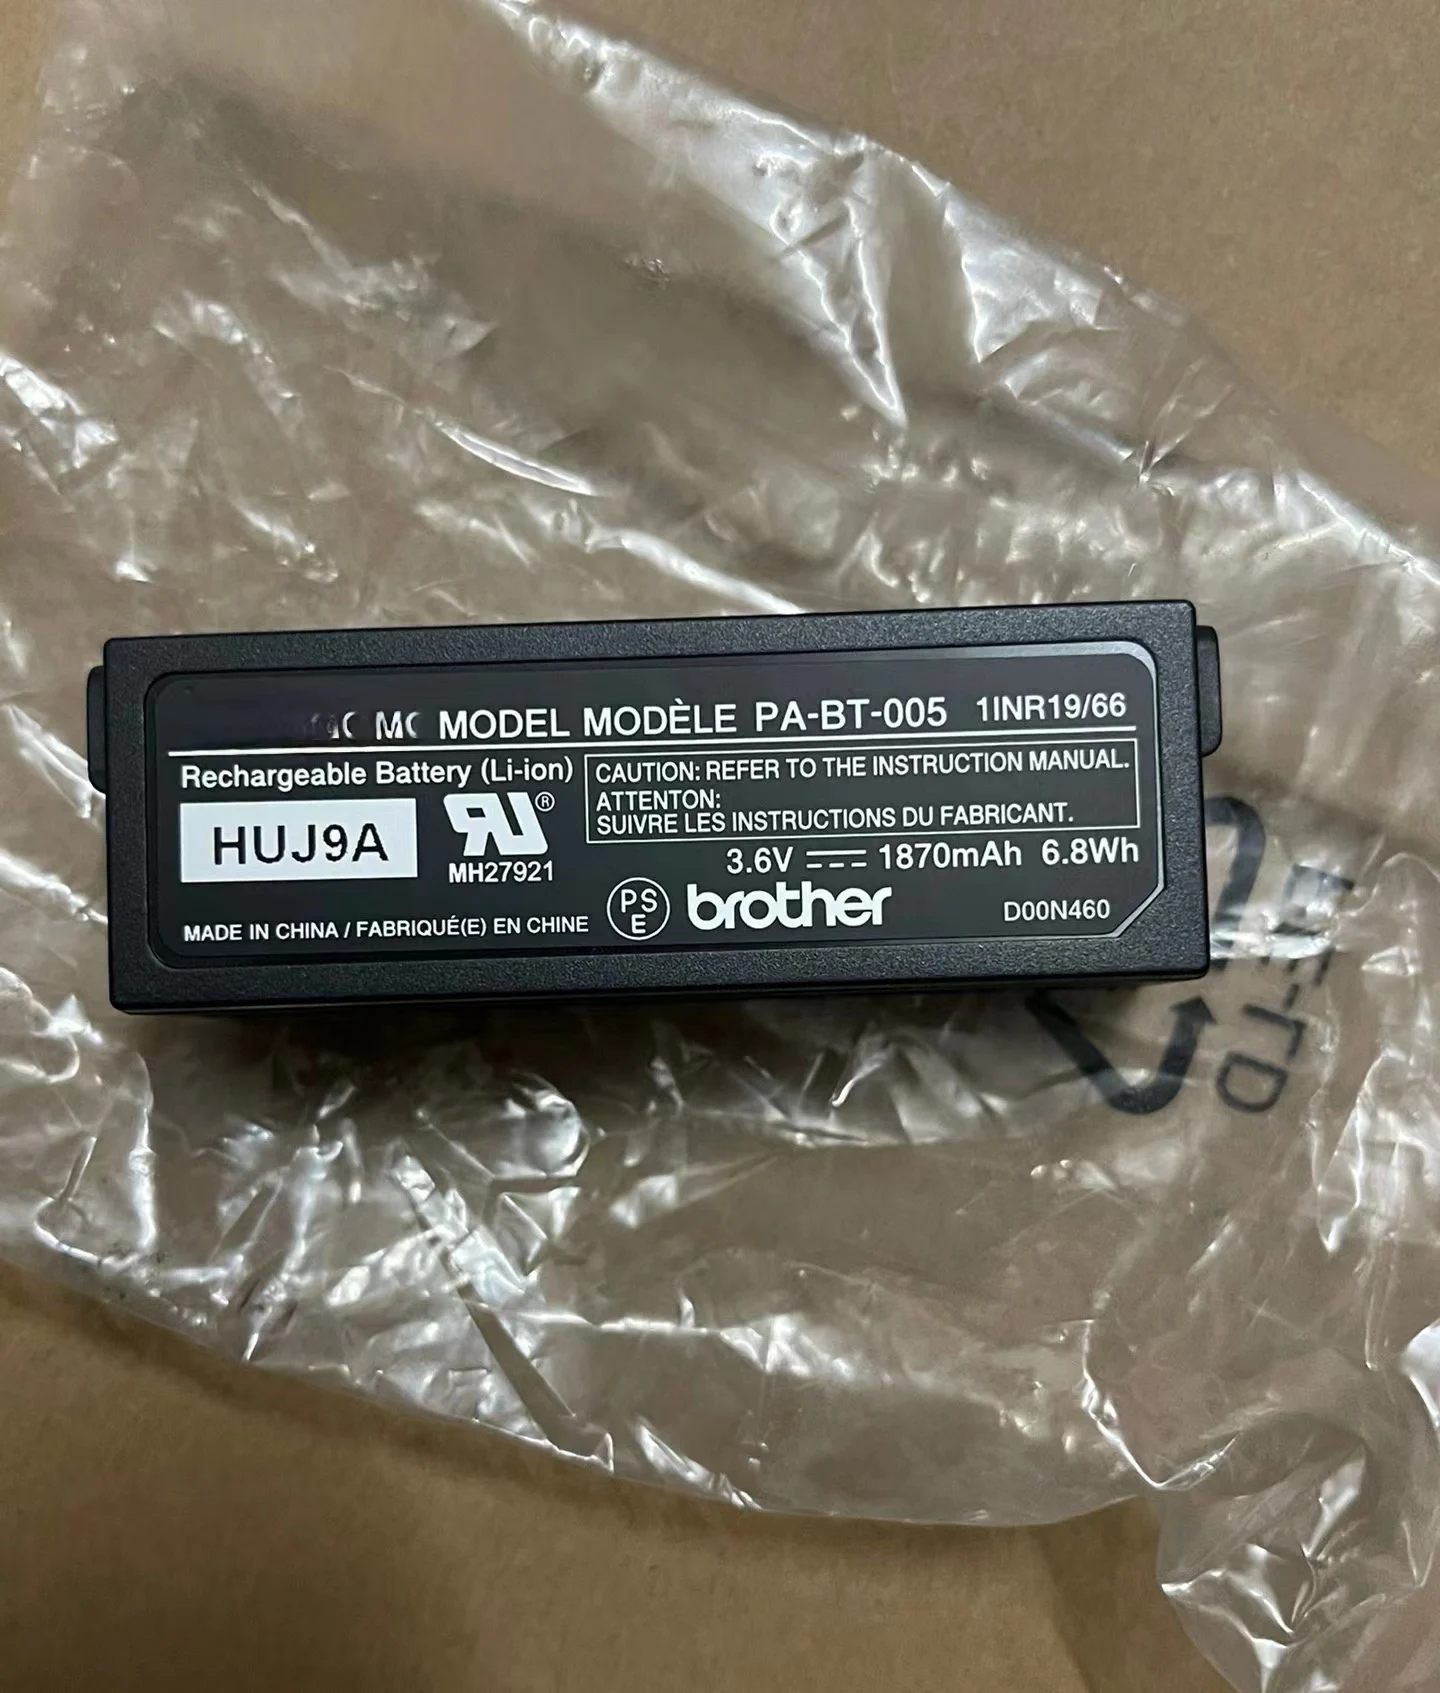 MODEL MODÈLE PA-BT-005 1INR19/66
Rechargeable Battery (Li-ion)
CAUTION: REFER TO THE INSTRUCTION MANUAL.
ATTENTON:
SUIVRE LES INSTRUCTIONS DU FABRICANT.
HUJ9A
RU®
MH27921
3.6V 1870mAh 6.8Wh
MADE IN CHINA / FABRIQUÉ(E) EN CHINE
PS
E
brother
D00N460